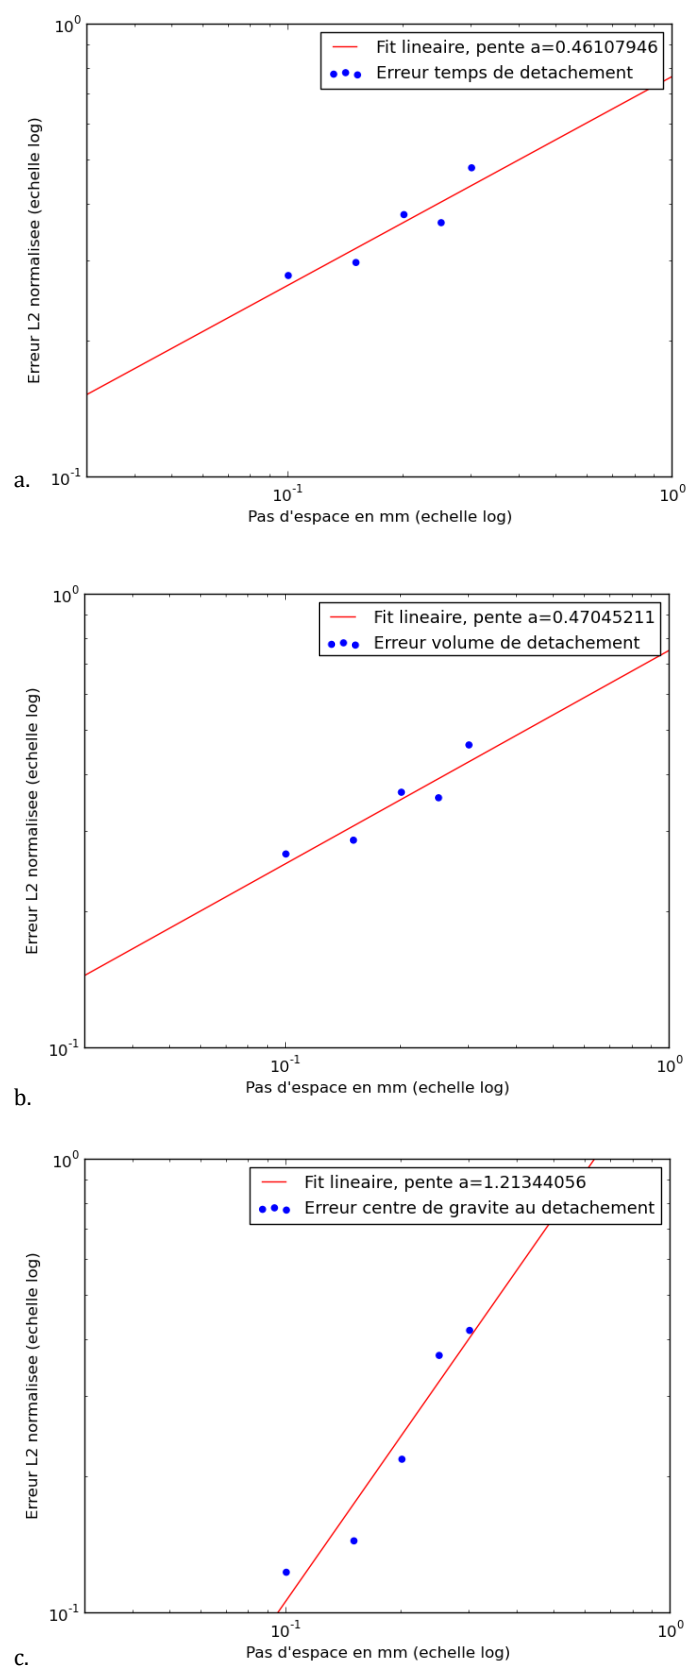 10⁰
Fit lineaire, pente a=0.46107946
Erreur temps de detachement
Erreur L2 normalisee (echelle log)
a.
10⁻¹
10⁻¹
10⁰
Pas d'espace en mm (echelle log)
10⁰
Fit lineaire, pente a=0.47045211
Erreur volume de detachement
Erreur L2 normalisee (echelle log)
10⁻¹
10⁻¹
10⁰
Pas d'espace en mm (echelle log)
b.
10⁰
Fit lineaire, pente a=1.21344056
Erreur centre de gravite au detachement
Erreur L2 normalisee (echelle log)
10⁻¹
10⁻¹
10⁰
Pas d'espace en mm (echelle log)
c.